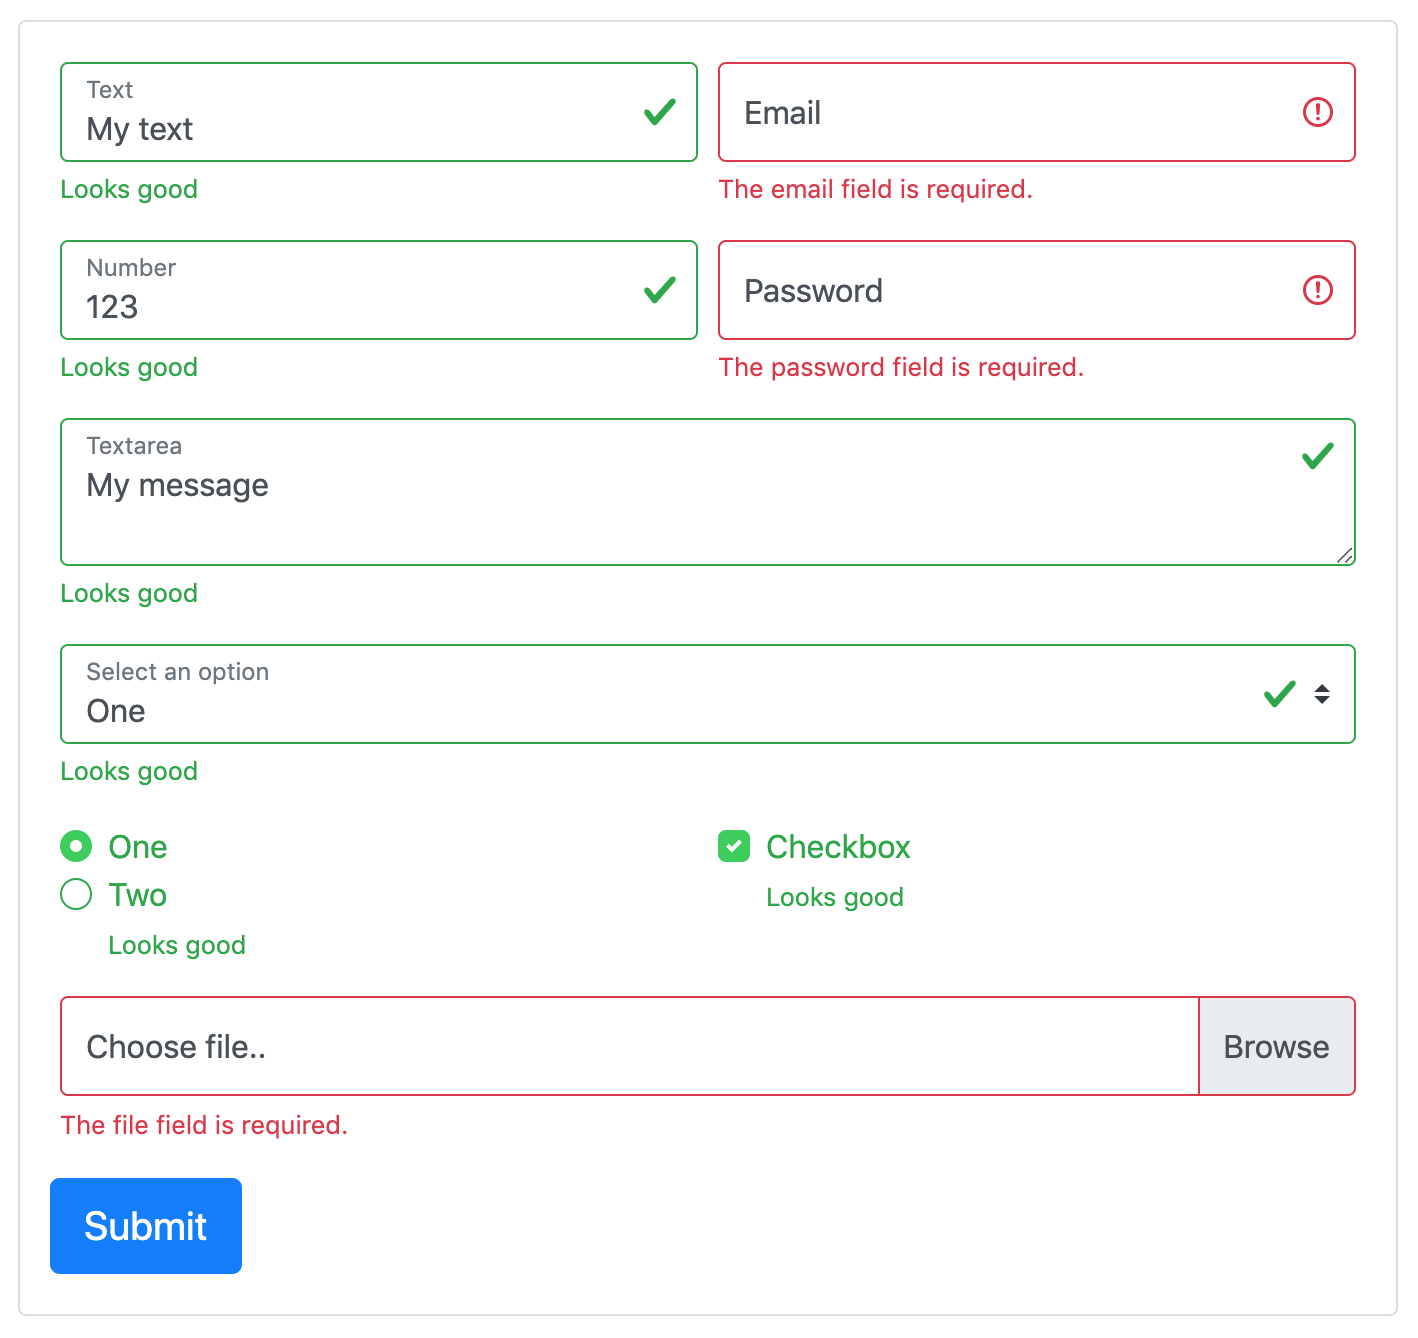 Text
My text
Email
Looks good
The email field is required.
Number
123
Password
Looks good
The password field is required.
Textarea
My message
Looks good
Select an option
One
Looks good
One
Checkbox
Two
Looks good
Looks good
Choose file..
Browse
The file field is required.
Submit